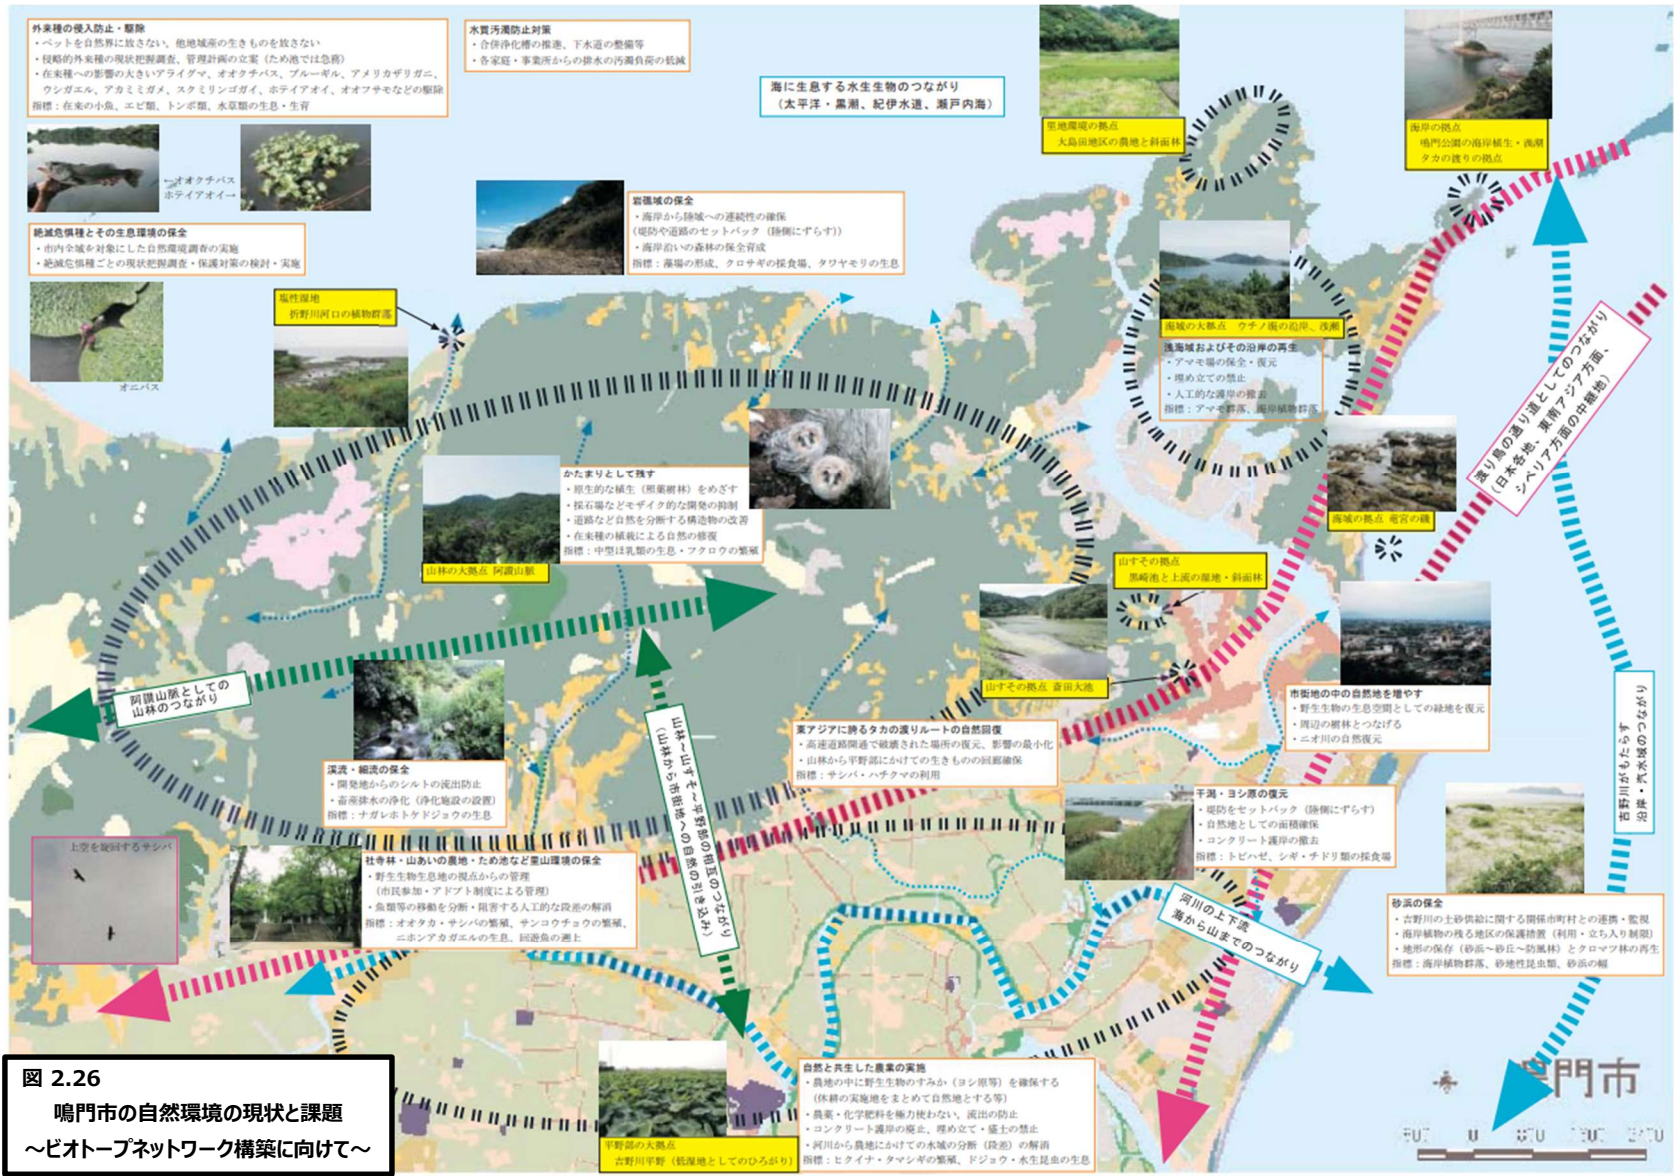 外来種の侵入防止・駆除
・ペットを自然界に放さない、他地域産の生きものを放さない
・侵略的外来種の現状把握調査、管理計画の立案（ため池では急務）
・在来種への影響の大きいアライグマ、オオクチバス、ブルーギル、アメリカザリガニ、
ウシガエル、アカミミガメ、スクミリンゴガイ、ホテイアオイ、オオフサモなどの駆除
指標：在来の小魚、エビ類、トンボ類、水草類の生息・生育
←オオクチバス
ホテイアオイ→
水質汚濁防止対策
・合併浄化槽の推進、下水道の整備等
・各家庭・事業所からの排水の汚濁負荷の低減
海に生息する水生生物のつながり
（太平洋・黒潮、紀伊水道、瀬戸内海）
里地環境の拠点
大島田地区の農地と斜面林
海岸の拠点
鳴門公園の海岸植生・浅瀬
タカの渡りの拠点
絶滅危惧種とその生息環境の保全
・市内全域を対象にした自然環境調査の実施
・絶滅危惧種ごとの現状把握調査・保護対策の検討・実施
オニバス
塩性湿地
折野川河口の植物群落
岩礁域の保全
・海岸から陸域への連続性の確保
（堤防や道路のセットバック（陸側にずらす））
・海岸沿いの森林の保全育成
指標：藻場の形成、クロサギの採食場、タワヤモリの生息
海域の大拠点　ウチノ海の沿岸、浅瀬
浅海域およびその沿岸の再生
・アマモ場の保全・復元
・埋め立ての禁止
・人工的な護岸の撤去
指標：アマモ群落、海岸植物群落
渡り鳥の通り道としてのつながり
（日本各地、東南アジア方面、
シベリア方面の中継地）
かたまりとして残す
・原生的な植生（照葉樹林）をめざす
・採石場などモザイク的な開発の抑制
・道路など自然を分断する構造物の改善
・在来種の植栽による自然の修復
指標：中型ほ乳類の生息・フクロウの繁殖
山林の大拠点 阿讃山脈
海域の拠点 竜宮の磯
山すその拠点
黒崎池と上流の湿地・斜面林
山すその拠点 斎田大池
阿讃山脈としての
山林のつながり
市街地の中の自然地を増やす
・野生生物の生息空間としての緑地を復元
・周辺の樹林とつなげる
・ニオ川の自然復元
吉野川がもたらす
沿岸・汽水域のつながり
東アジアに誇るタカの渡りルートの自然回復
・高速道路開通で破壊された場所の復元、影響の最小化
・山林から平野部にかけての生きものの回廊確保
指標：サシバ・ハチクマの利用
渓流・細流の保全
・開発地からのシルトの流出防止
・畜産排水の浄化（浄化施設の設置）
指標：ナガレホトケドジョウの生息
山林～山すそ～平野部の相互のつながり
（山林から市街地への自然の引き込み）
干潟・ヨシ原の復元
・堤防をセットバック（陸側にずらす）
・自然地としての面積確保
・コンクリート護岸の撤去
指標：トビハゼ、シギ・チドリ類の採食場
上空を旋回するサシバ
社寺林・山あいの農地・ため池など里山環境の保全
・野生生物生息地の視点からの管理
（市民参加・アドプト制度による管理）
・魚類等の移動を分断・阻害する人工的な段差の解消
指標：オオタカ・サシバの繁殖、サンコウチョウの繁殖、
ニホンアカガエルの生息、回遊魚の遡上
河川の上下流
海から山までのつながり
砂浜の保全
・吉野川の土砂供給に関する関係市町村との連携・監視
・海岸植物の残る地区の保護措置（利用・立ち入り制限）
・地形の保存（砂浜～砂丘～防風林）とクロマツ林の再生
指標：海岸植物群落、砂地性昆虫類、砂浜の幅
自然と共生した農業の実施
・農地の中に野生生物のすみか（ヨシ原等）を確保する
（休耕の実施地をまとめて自然地とする等）
・農薬・化学肥料を極力使わない、流出の防止
・コンクリート護岸の廃止、埋め立て・盛土の禁止
・河川から農地にかけての水域の分断（段差）の解消
指標：ヒクイナ・タマシギの繁殖、ドジョウ・水生昆虫の生息
平野部の大拠点
吉野川平野（低湿地としてのひろがり）
図 2.26
鳴門市の自然環境の現状と課題
～ビオトープネットワーク構築に向けて～
門市